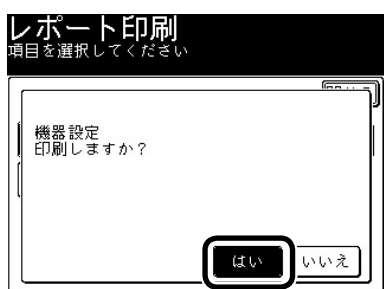 レポート印刷
項目を選択してください
機器設定
印刷しますか？
はい
いいえ